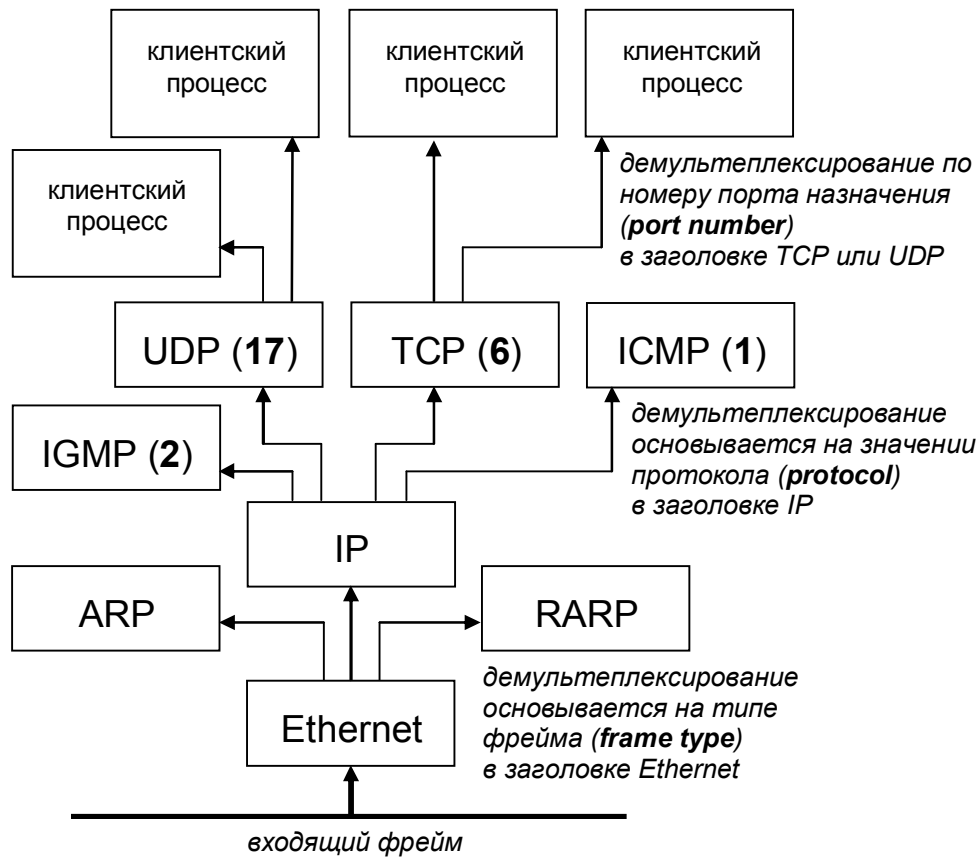 клиентский
процесс
клиентский
процесс
клиентский
процесс
клиентский
процесс
демультеплексирование по
номеру порта назначения
(port number)
в заголовке TCP или UDP
UDP (17)
TCP (6)
ICMP (1)
IGMP (2)
демультеплексирование
основывается на значении
протокола (protocol)
в заголовке IP
IP
ARP
RARP
Ethernet
демультеплексирование
основывается на типе
фрейма (frame type)
в заголовке Ethernet
входящий фрейм